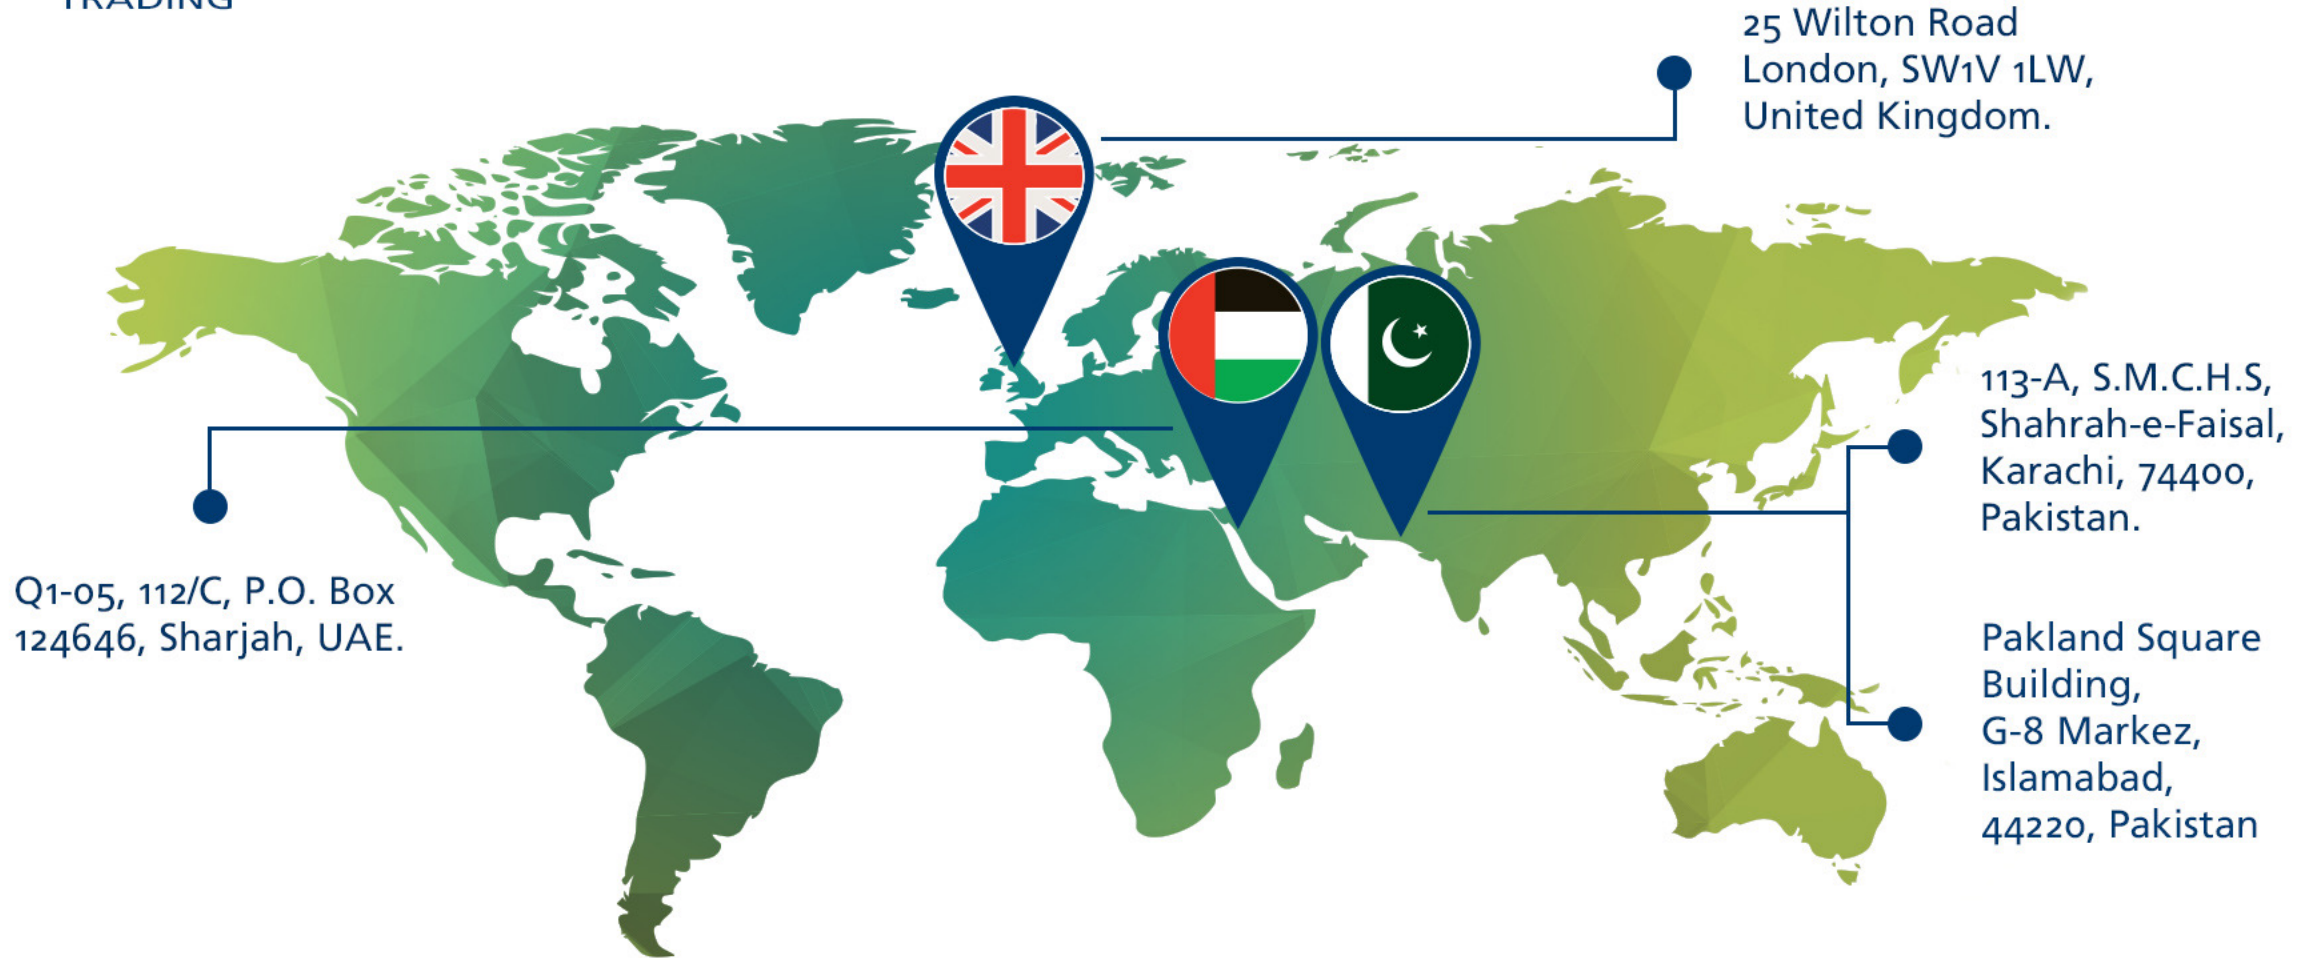 TRADING
25 Wilton Road
London, SW1V 1LW,
United Kingdom.
113-A, S.M.C.H.S,
Shahrah-e-Faisal,
Karachi, 74400,
Pakistan.
Q1-05, 112/C, P.O. Box
124646, Sharjah, UAE.
Pakland Square
Building,
G-8 Markez,
Islamabad,
44220, Pakistan